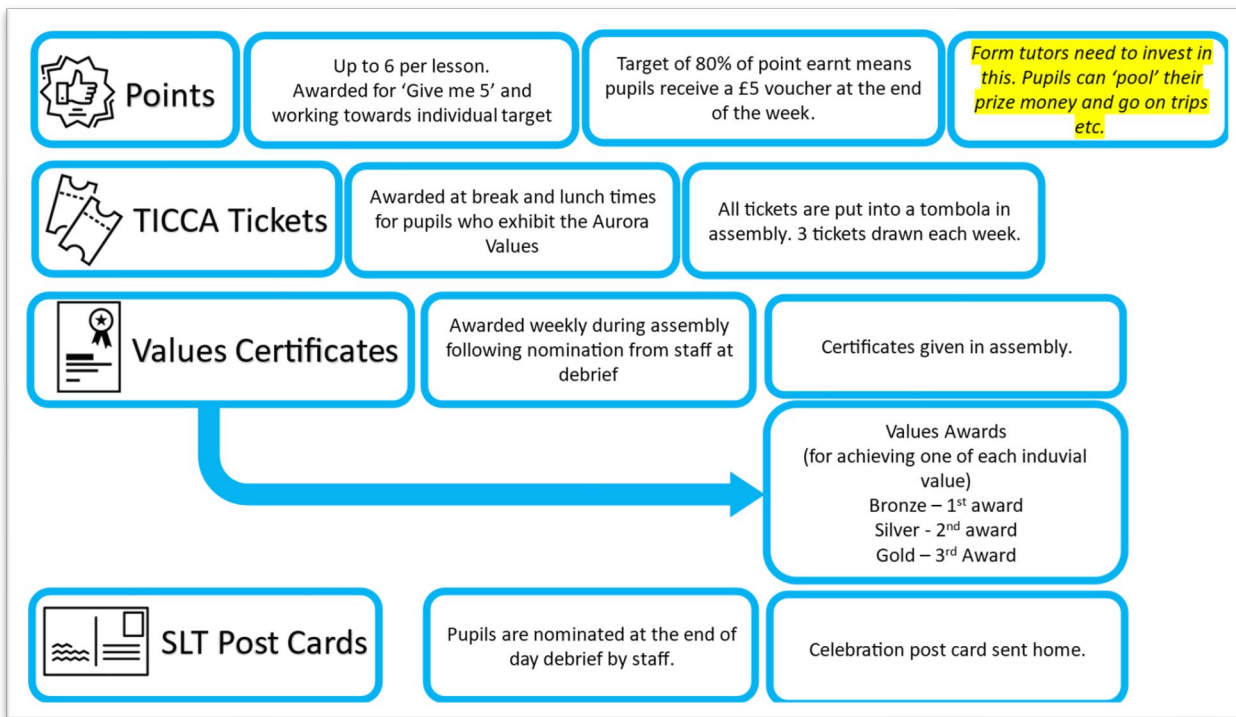 Points
Up to 6 per lesson.
Awarded for ‘Give me 5’ and
working towards individual target
Target of 80% of point earnt means
pupils receive a £5 voucher at the end
of the week.
Form tutors need to invest in
this. Pupils can ‘pool’ their
prize money and go on trips
etc.
TICCA Tickets
Awarded at break and lunch times
for pupils who exhibit the Aurora
Values
All tickets are put into a tombola in
assembly. 3 tickets drawn each week.
Values Certificates
Awarded weekly during assembly
following nomination from staff at
debrief
Certificates given in assembly.
Values Awards
(for achieving one of each induvial
value)
Bronze – 1st award
Silver - 2nd award
Gold – 3rd Award
SLT Post Cards
Pupils are nominated at the end of
day debrief by staff.
Celebration post card sent home.